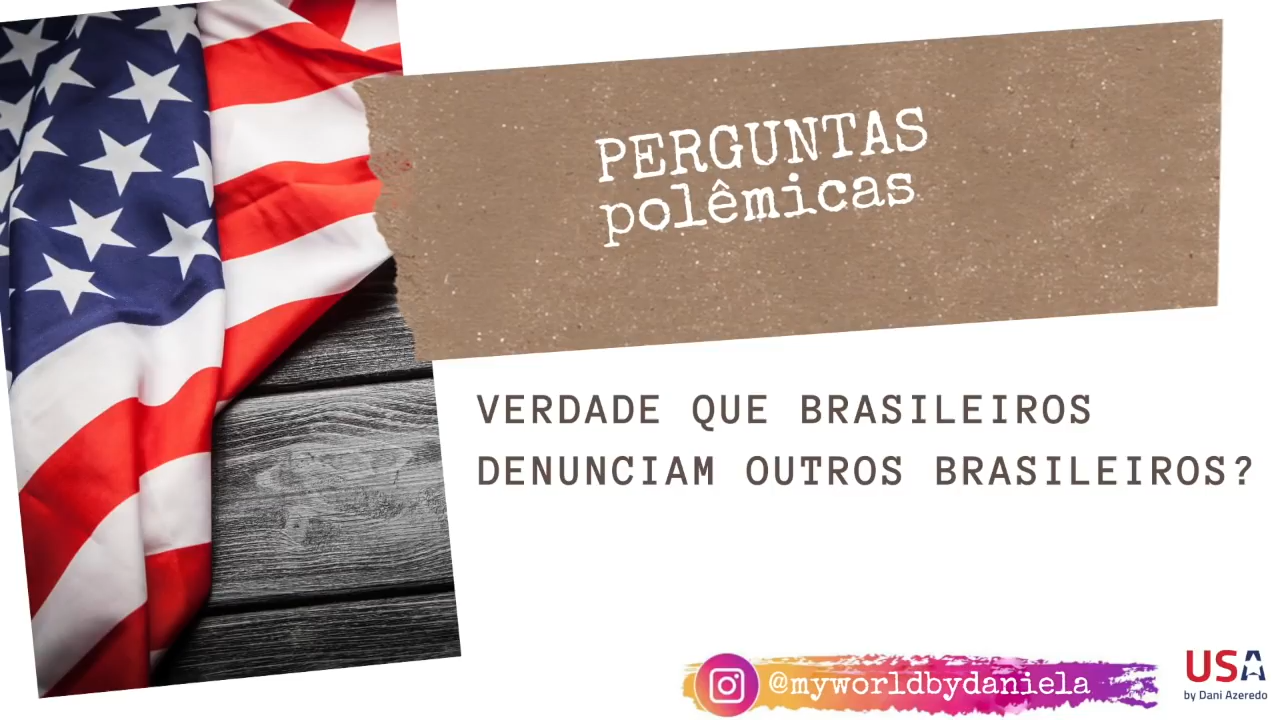 PERGUNTAS
polêmicas
VERDADE QUE BRASILEIROS
DENUNCIAM OUTROS BRASILEIROS?
@myworldbydaniela
USA
by Dani Azeredo